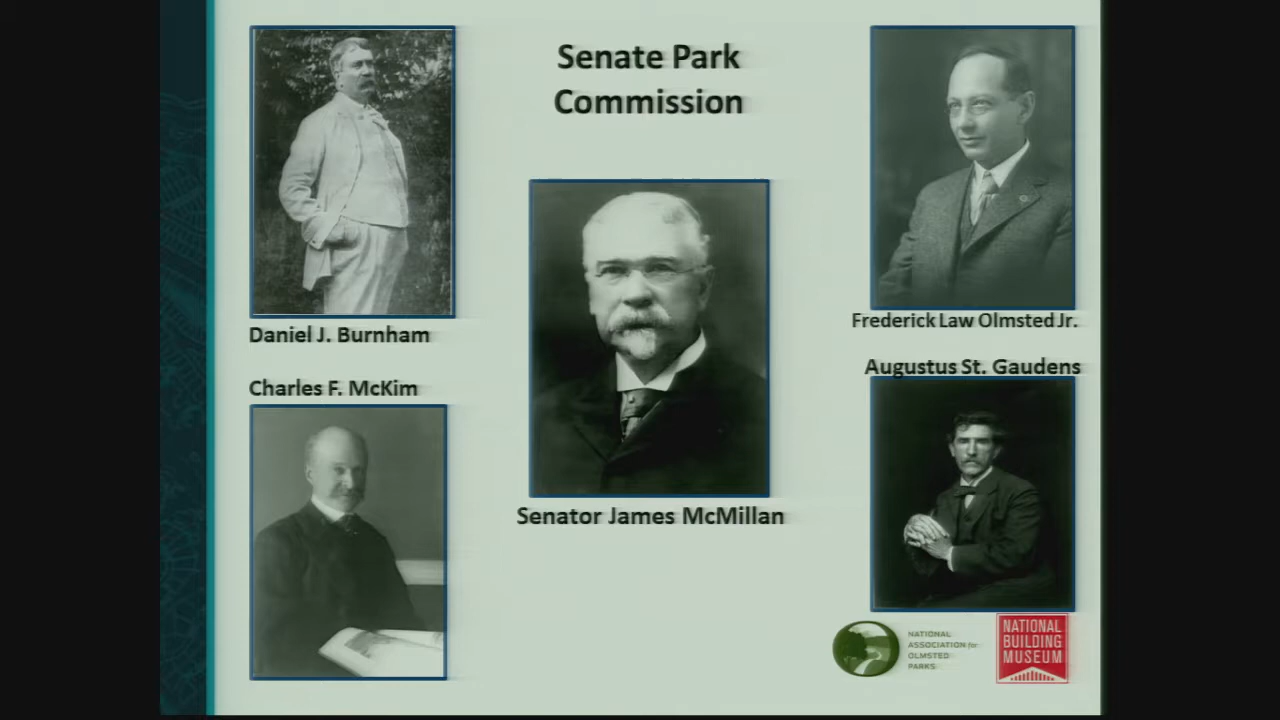 Senate Park
Commission
Daniel J. Burnham
Frederick Law Olmsted Jr.
Charles F. McKim
Augustus St. Gaudens
Senator James McMillan
NATIONAL
ASSOCIATION for
OLMSTED
PARKS
NATIONAL
BUILDING
MUSEUM